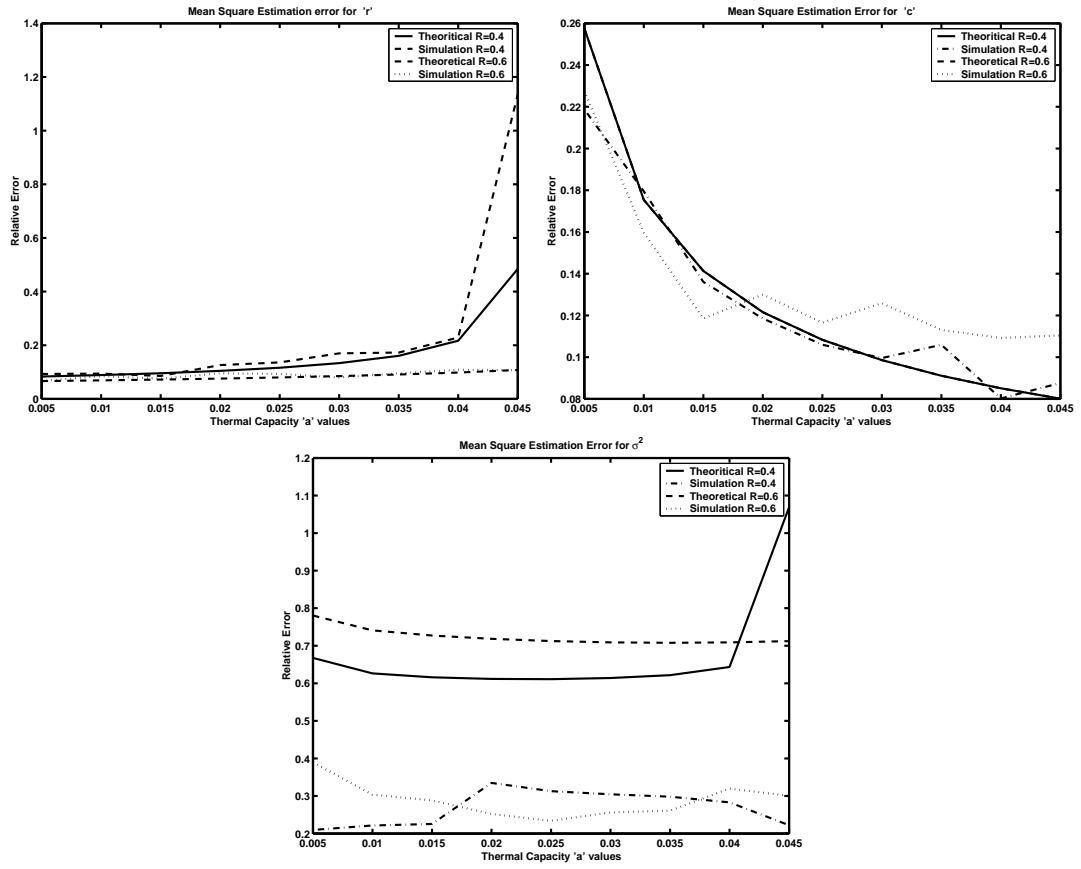 Mean Square Estimation error for 'r'
1.4
1.2
1
0.8
0.6
0.4
0.2
0
Relative Error
Theoritical R=0.4
Simulation R=0.4
Theoretical R=0.6
Simulation R=0.6
0.005 0.01 0.015 0.02 0.025 0.03 0.035 0.04 0.045
Thermal Capacity 'a' values
Mean Square Estimation Error for 'c'
0.26
0.24
0.22
0.2
0.18
0.16
0.14
0.12
0.1
0.08
Relative Error
Theoritical R=0.4
Simulation R=0.4
Theoretical R=0.6
Simulation R=0.6
0.005 0.01 0.015 0.02 0.025 0.03 0.035 0.04 0.045
Thermal Capacity 'a' values
Mean Square Estimation Error for σ²
1.2
1.1
1
0.9
0.8
0.7
0.6
0.5
0.4
0.3
0.2
Relative Error
Theoritical R=0.4
Simulation R=0.4
Theoretical R=0.6
Simulation R=0.6
0.005 0.01 0.015 0.02 0.025 0.03 0.035 0.04 0.045
Thermal Capacity 'a' values